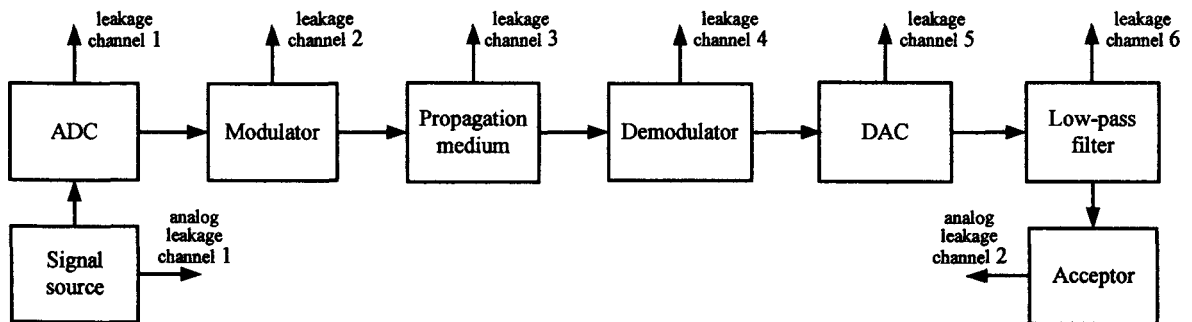 leakage
channel 1
leakage
channel 2
leakage
channel 3
leakage
channel 4
leakage
channel 5
leakage
channel 6
ADC
Modulator
Propagation
medium
Demodulator
DAC
Low-pass
filter
Signal
source
analog
leakage
channel 1
analog
leakage
channel 2
Acceptor